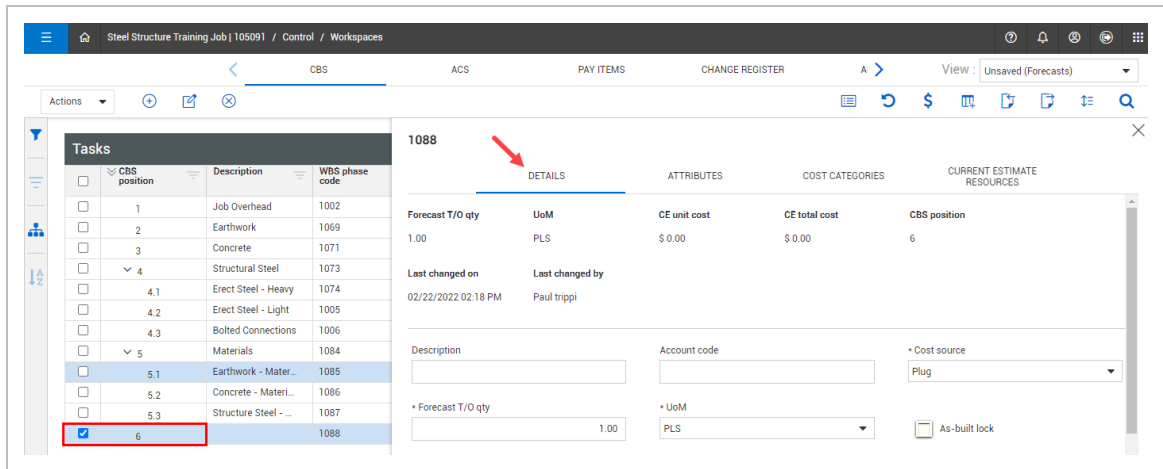 Steel Structure Training Job | 105091 / Control / Workspaces
CBS ACS PAY ITEMS CHANGE REGISTER A View : Unsaved (Forecasts)
Actions
Tasks
CBS position Description WBS phase code
1 Job Overhead 1002
2 Earthwork 1069
3 Concrete 1071
4 Structural Steel 1073
4.1 Erect Steel - Heavy 1074
4.2 Erect Steel - Light 1005
4.3 Bolted Connections 1006
5 Materials 1084
5.1 Earthwork - Mater... 1085
5.2 Concrete - Materi... 1086
5.3 Structure Steel - ... 1087
6 1088
1088
DETAILS ATTRIBUTES COST CATEGORIES CURRENT ESTIMATE RESOURCES
Forecast T/O qty UoM CE unit cost CE total cost CBS position
1.00 PLS $ 0.00 $ 0.00 6
Last changed on Last changed by
02/22/2022 02:18 PM Paul trippi
Description Account code * Cost source
Plug
* Forecast T/O qty * UoM
1.00 PLS As-built lock